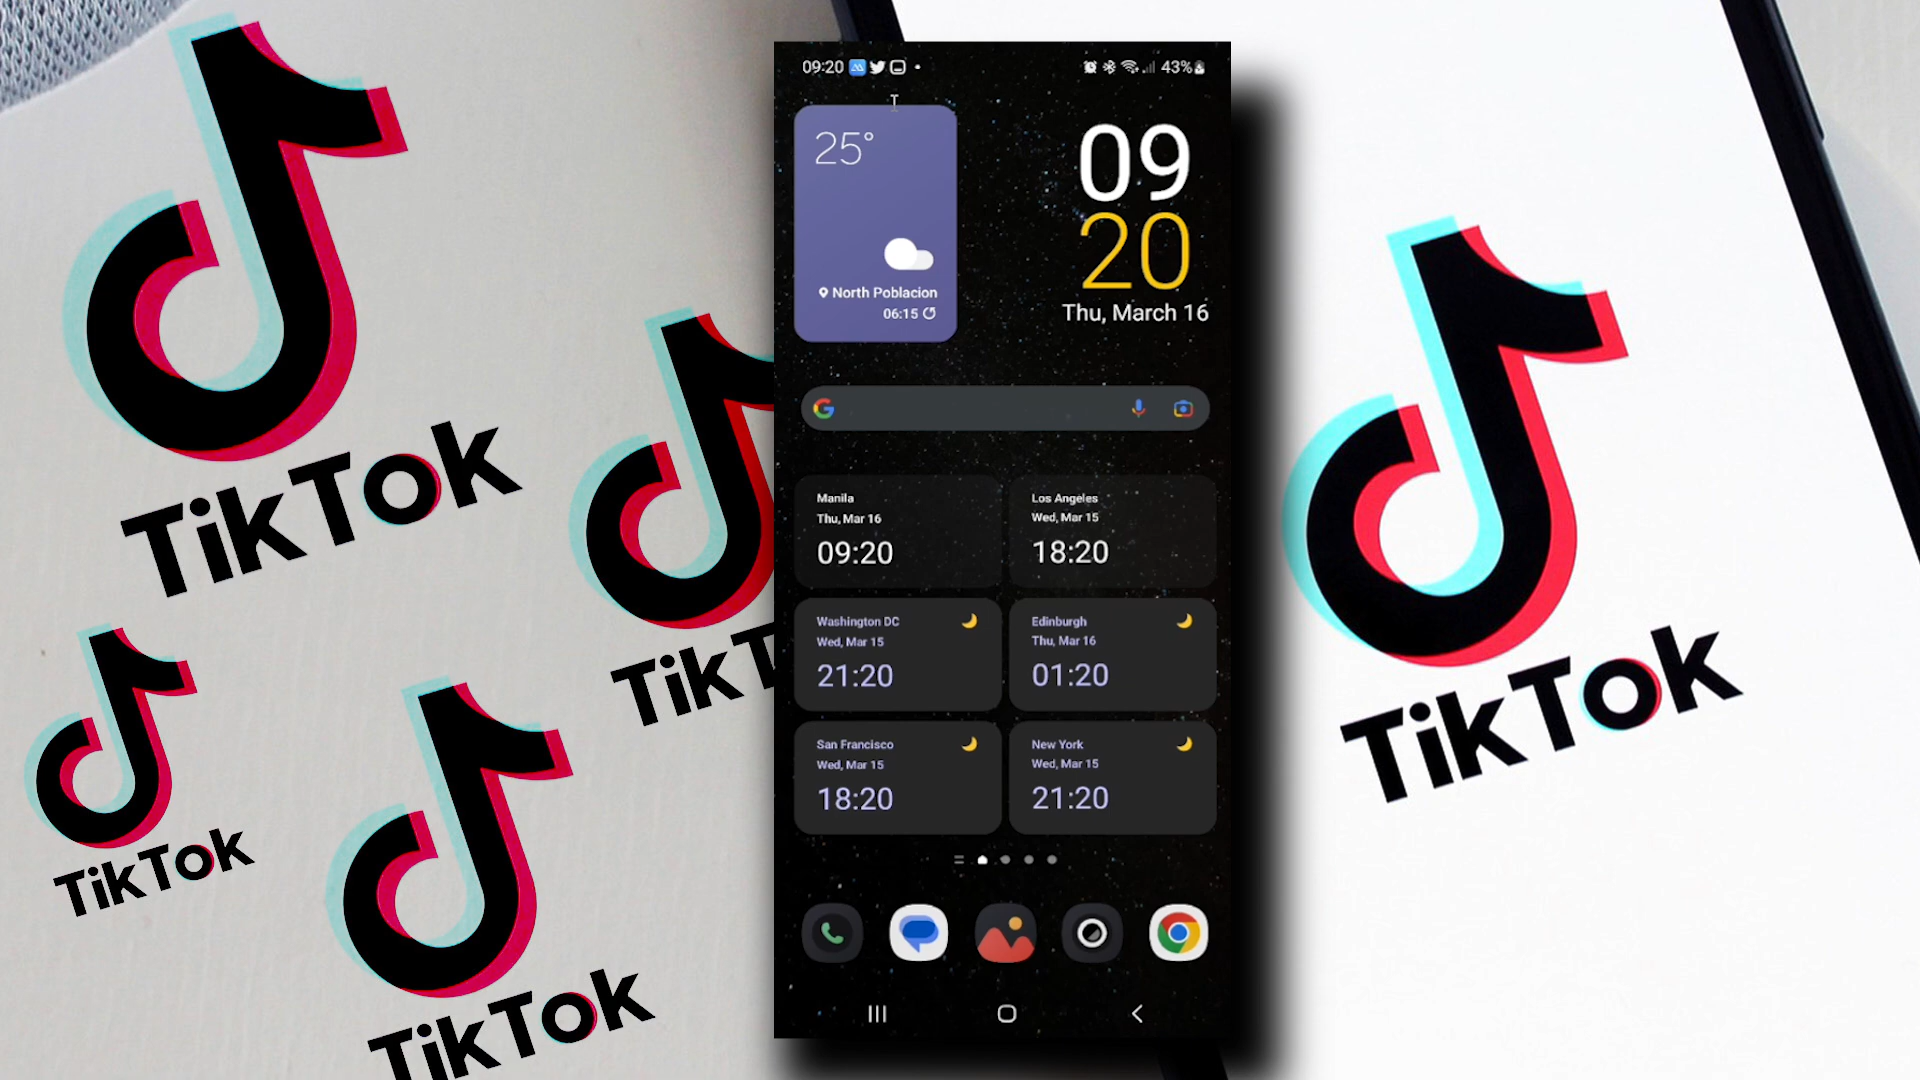 TikTok
TikTok
TikTok
TikTok
TikT
09:20
43%
25°
North Poblacion
06:15
09
20
Thu, March 16
Manila
Thu, Mar 16
09:20
Los Angeles
Wed, Mar 15
18:20
Washington DC
Wed, Mar 15
21:20
Edinburgh
Thu, Mar 16
01:20
San Francisco
Wed, Mar 15
18:20
New York
Wed, Mar 15
21:20